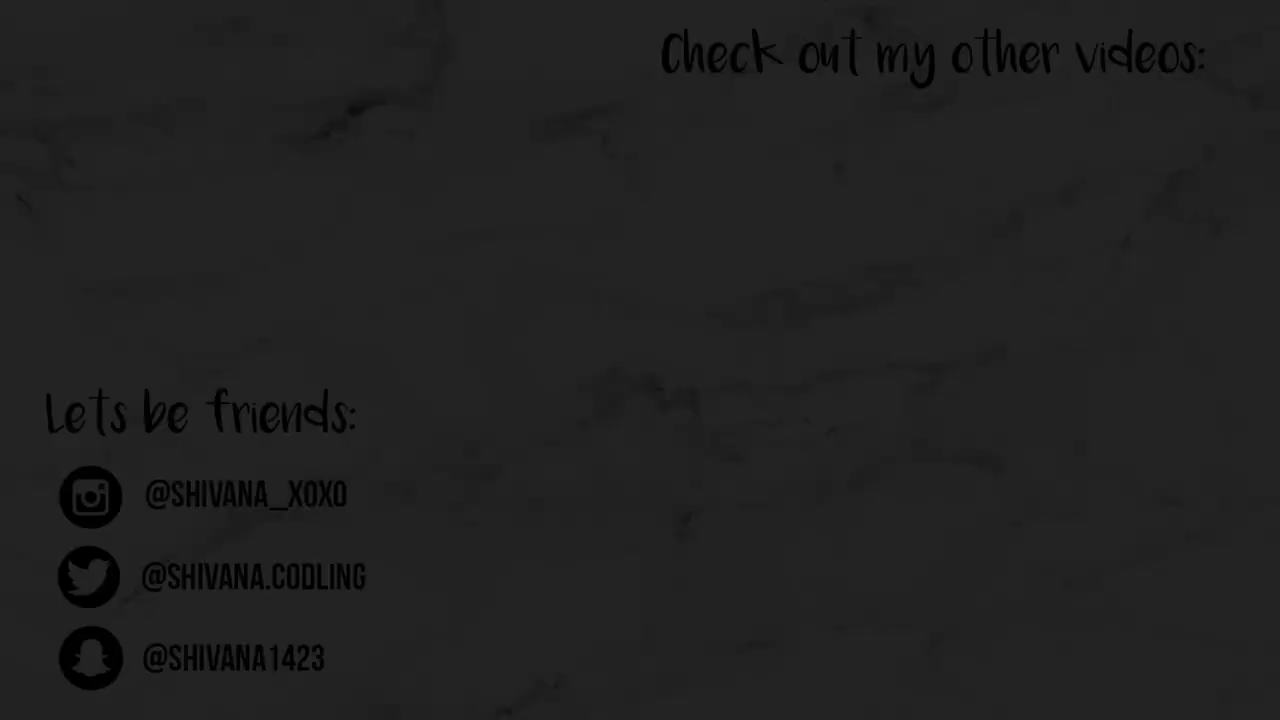 Check out my other videos:
Lets be friends:
@SHIVANA_XOXO
@SHIVANA.CODLING
@SHIVANA1423